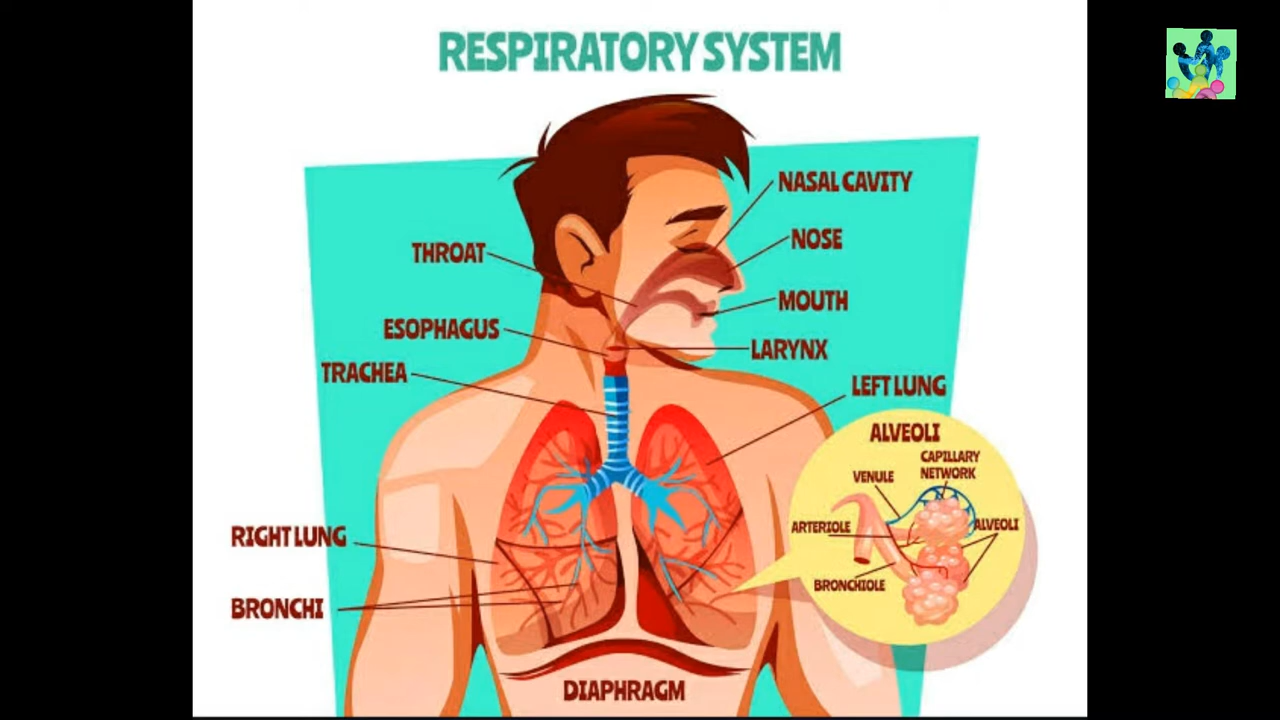 RESPIRATORY SYSTEM
NASAL CAVITY
NOSE
THROAT
MOUTH
ESOPHAGUS
LARYNX
TRACHEA
LEFT LUNG
ALVEOLI
CAPILLARY
NETWORK
VENULE
ARTERIOLE
ALVEOLI
BRONCHIOLE
RIGHT LUNG
BRONCHI
DIAPHRAGM